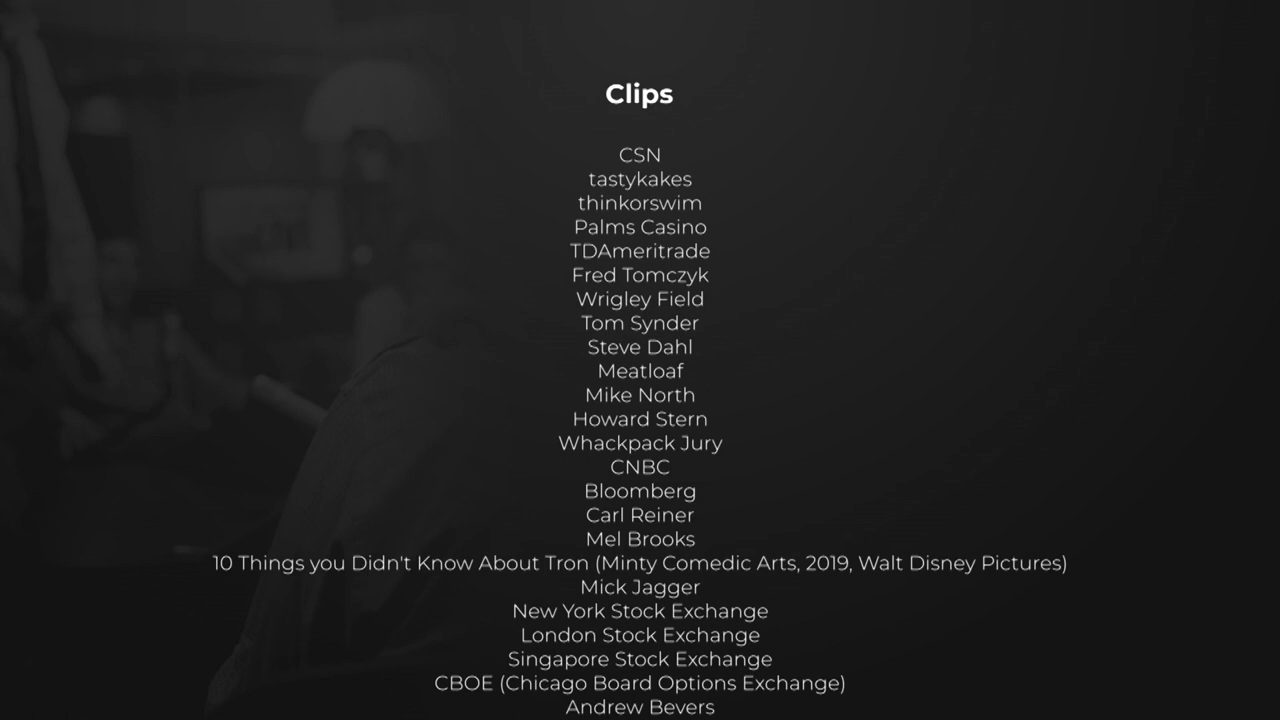 Clips
CSN
tastykakes
thinkorswim
Palms Casino
TDAmeritrade
Fred Tomczyk
Wrigley Field
Tom Synder
Steve Dahl
Meatloaf
Mike North
Howard Stern
Whackpack Jury
CNBC
Bloomberg
Carl Reiner
Mel Brooks
10 Things you Didn't Know About Tron (Minty Comedic Arts, 2019, Walt Disney Pictures)
Mick Jagger
New York Stock Exchange
London Stock Exchange
Singapore Stock Exchange
CBOE (Chicago Board Options Exchange)
Andrew Bevers